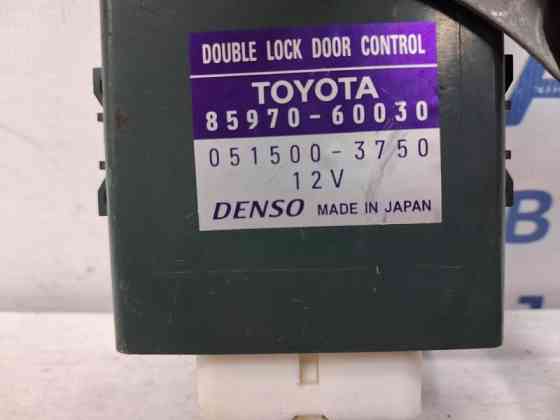 DOUBLE LOCK DOOR CONTROL
TOYOTA
85970-60030
051500-3750
12V
DENSO MADE IN JAPAN